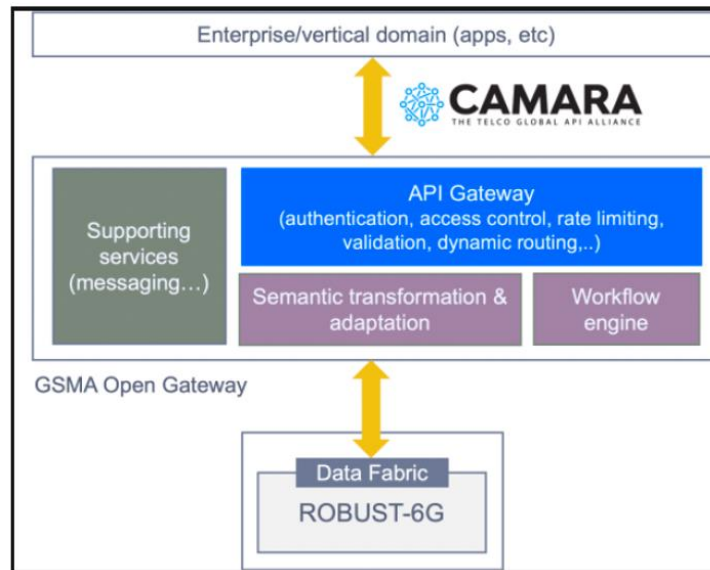 Enterprise/vertical domain (apps, etc)
CAMARA
THE TELCO GLOBAL API ALLIANCE
Supporting
services
(messaging…)
API Gateway
(authentication, access control, rate limiting,
validation, dynamic routing,..)
Semantic transformation &
adaptation
Workflow
engine
GSMA Open Gateway
Data Fabric
ROBUST-6G